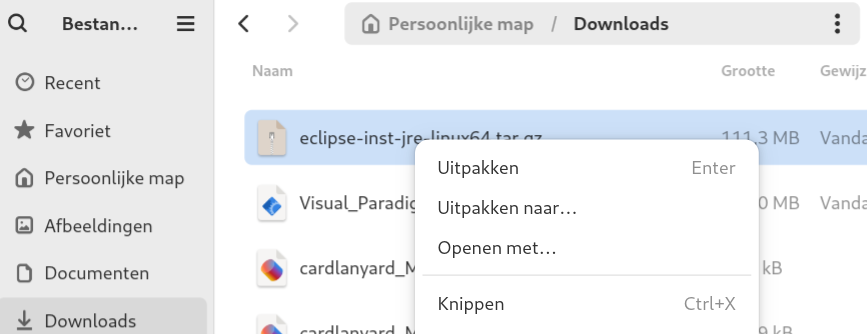 Bestan...
Persoonlijke map / Downloads
Naam Grootte Gewijz
Recent
Favoriet
Persoonlijke map
Afbeeldingen
Documenten
Downloads
eclipse-inst-jre-linux64.tar.gz 111.3 MB Vanda
Visual_Paradig 0 MB Vanda
cardlanyard_M kB
cardlanyard_M 9 kB
Uitpakken Enter
Uitpakken naar...
Openen met...
Knippen Ctrl+X